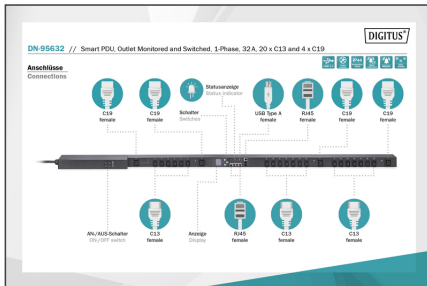 DIGITUS
DN-95632 // Smart PDU, Outlet Monitored and Switched, 1-Phase, 32 A, 20 x C13 and 4 x C19
Anschlüsse
Connections
C19
female
C19
female
Schalter
Switches
Statusanzeige
Status indicator
USB Type A
female
RJ45
female
C19
female
C19
female
AN-/AUS-Schalter
ON-/OFF switch
C13
female
Anzeige
Display
RJ45
female
C13
female
C13
female